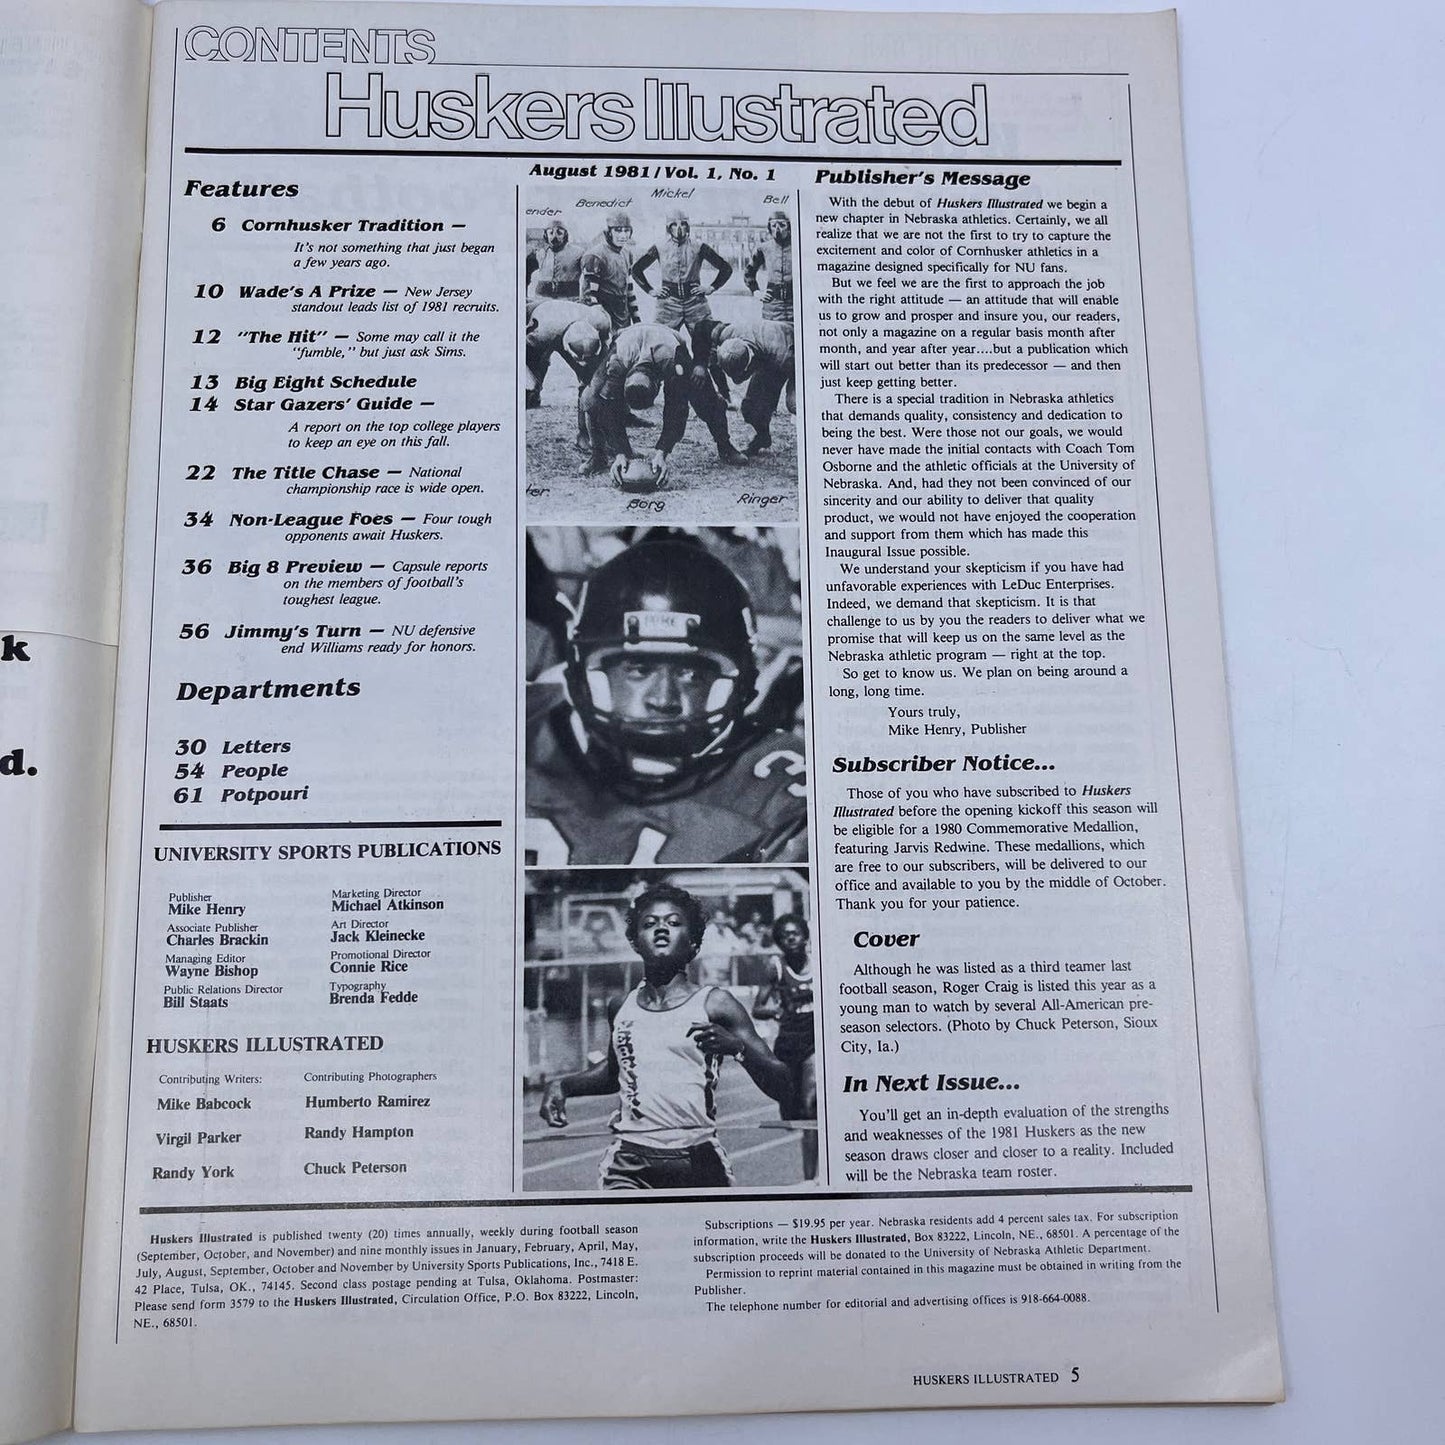 CONTENTS
Huskers Illustrated
August 1981 / Vol. 1, No. 1
Features
6 Cornhusker Tradition —
It's not something that just began
a few years ago.
10 Wade's A Prize — New Jersey
standout leads list of 1981 recruits.
12 "The Hit" — Some may call it the
"fumble," but just ask Sims.
13 Big Eight Schedule
14 Star Gazers' Guide —
A report on the top college players
to keep an eye on this fall.
22 The Title Chase — National
championship race is wide open.
34 Non-League Foes — Four tough
opponents await Huskers.
36 Big 8 Preview — Capsule reports
on the members of football's
toughest league.
56 Jimmy's Turn — NU defensive
end Williams ready for honors.
Departments
30 Letters
54 People
61 Potpouri
UNIVERSITY SPORTS PUBLICATIONS
Publisher
Mike Henry
Associate Publisher
Charles Brackin
Managing Editor
Wayne Bishop
Public Relations Director
Bill Staats
Marketing Director
Michael Atkinson
Art Director
Jack Kleinecke
Promotional Director
Connie Rice
Typography
Brenda Fedde
HUSKERS ILLUSTRATED
Contributing Writers:
Mike Babcock
Virgil Parker
Randy York
Contributing Photographers
Humberto Ramirez
Randy Hampton
Chuck Peterson
ender Benedict Mickel Bell
ter Borg Ringer
Publisher's Message
With the debut of Huskers Illustrated we begin a
new chapter in Nebraska athletics. Certainly, we all
realize that we are not the first to try to capture the
excitement and color of Cornhusker athletics in a
magazine designed specifically for NU fans.
But we feel we are the first to approach the job
with the right attitude — an attitude that will enable
us to grow and prosper and insure you, our readers,
not only a magazine on a regular basis month after
month, and year after year....but a publication which
will start out better than its predecessor — and then
just keep getting better.
There is a special tradition in Nebraska athletics
that demands quality, consistency and dedication to
being the best. Were those not our goals, we would
never have made the initial contacts with Coach Tom
Osborne and the athletic officials at the University of
Nebraska. And, had they not been convinced of our
sincerity and our ability to deliver that quality
product, we would not have enjoyed the cooperation
and support from them which has made this
Inaugural Issue possible.
We understand your skepticism if you have had
unfavorable experiences with LeDuc Enterprises.
Indeed, we demand that skepticism. It is that
challenge to us by you the readers to deliver what we
promise that will keep us on the same level as the
Nebraska athletic program — right at the top.
So get to know us. We plan on being around a
long, long time.
Yours truly,
Mike Henry, Publisher
Subscriber Notice...
Those of you who have subscribed to Huskers
Illustrated before the opening kickoff this season will
be eligible for a 1980 Commemorative Medallion,
featuring Jarvis Redwine. These medallions, which
are free to our subscribers, will be delivered to our
office and available to you by the middle of October.
Thank you for your patience.
Cover
Although he was listed as a third teamer last
football season, Roger Craig is listed this year as a
young man to watch by several All-American pre-
season selectors. (Photo by Chuck Peterson, Sioux
City, Ia.)
In Next Issue...
You'll get an in-depth evaluation of the strengths
and weaknesses of the 1981 Huskers as the new
season draws closer and closer to a reality. Included
will be the Nebraska team roster.
Huskers Illustrated is published twenty (20) times annually, weekly during football season
(September, October, and November) and nine monthly issues in January, February, April, May,
July, August, September, October and November by University Sports Publications, Inc., 7418 E.
42 Place, Tulsa, OK., 74145. Second class postage pending at Tulsa, Oklahoma. Postmaster:
Please send form 3579 to the Huskers Illustrated, Circulation Office, P.O. Box 83222, Lincoln,
NE., 68501.
Subscriptions — $19.95 per year. Nebraska residents add 4 percent sales tax. For subscription
information, write the Huskers Illustrated, Box 83222, Lincoln, NE., 68501. A percentage of the
subscription proceeds will be donated to the University of Nebraska Athletic Department.
Permission to reprint material contained in this magazine must be obtained in writing from the
Publisher.
The telephone number for editorial and advertising offices is 918-664-0088.
HUSKERS ILLUSTRATED 5
k
d.